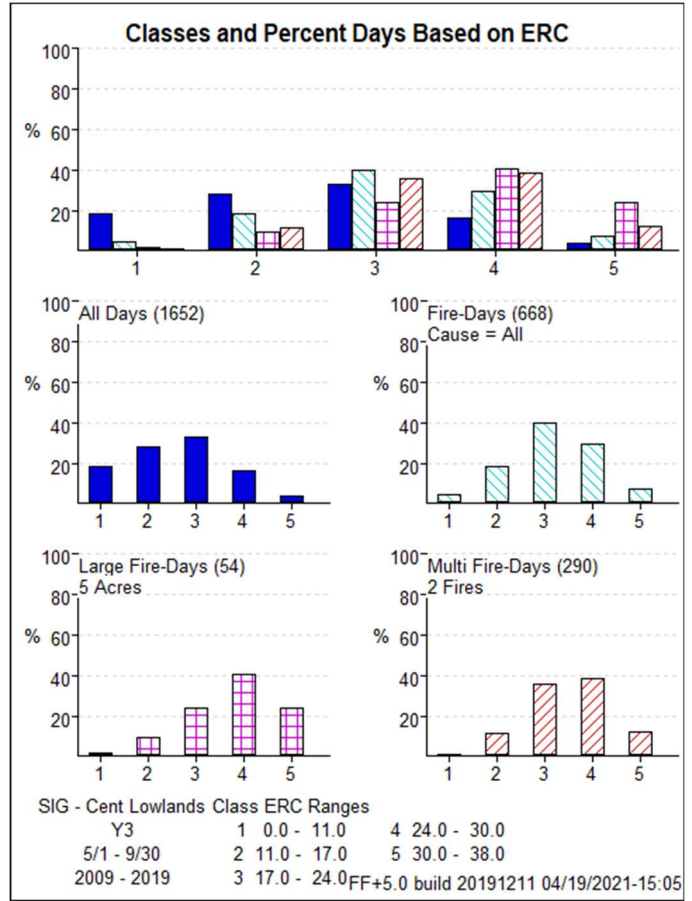 Classes and Percent Days Based on ERC
100
80
% 60
40
20
1 2 3 4 5
100
All Days (1652)
80
% 60
40
20
1 2 3 4 5
100
Fire-Days (668)
Cause = All
80
% 60
40
20
1 2 3 4 5
100
Large Fire-Days (54)
5 Acres
80
% 60
40
20
1 2 3 4 5
100
Multi Fire-Days (290)
2 Fires
80
% 60
40
20
1 2 3 4 5
SIG - Cent Lowlands Class ERC Ranges
Y3 1 0.0 - 11.0 4 24.0 - 30.0
5/1 - 9/30 2 11.0 - 17.0 5 30.0 - 38.0
2009 - 2019 3 17.0 - 24.0 FF+5.0 build 20191211 04/19/2021-15:05